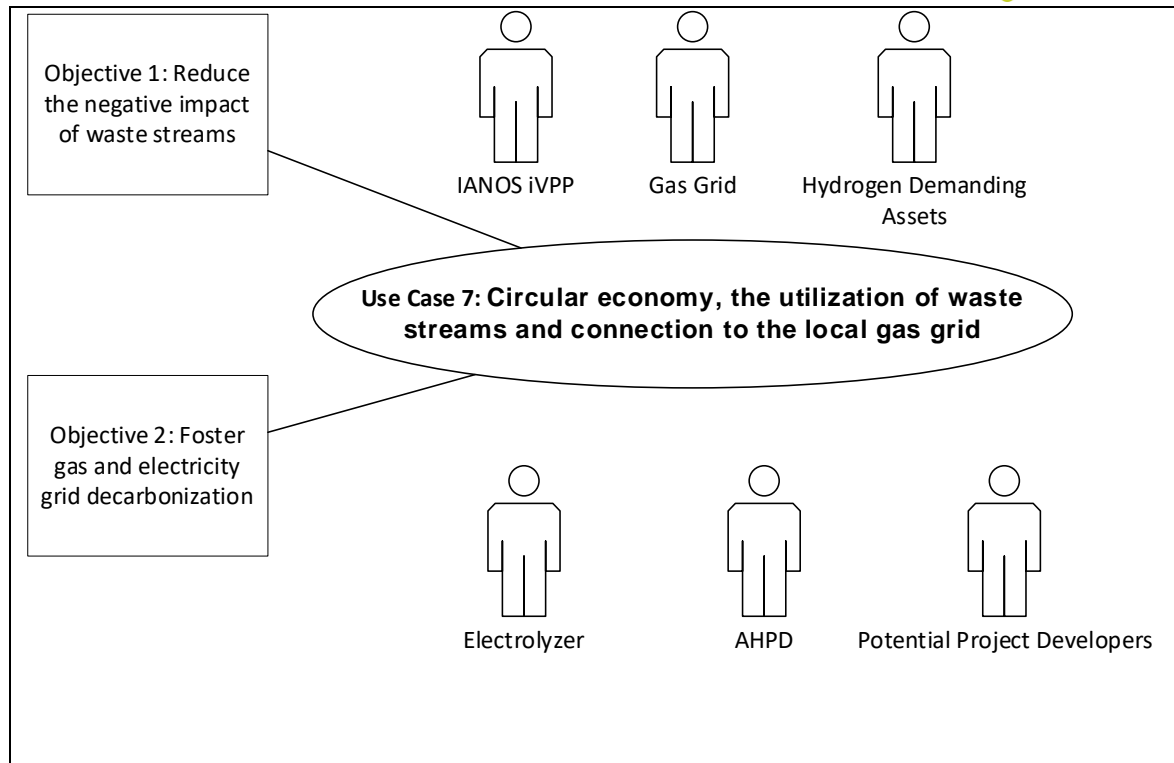 Objective 1: Reduce
the negative impact
of waste streams
IANOS iVPP
Gas Grid
Hydrogen Demanding
Assets
Use Case 7: Circular economy, the utilization of waste
streams and connection to the local gas grid
Objective 2: Foster
gas and electricity
grid decarbonization
Electrolyzer
AHPD
Potential Project Developers